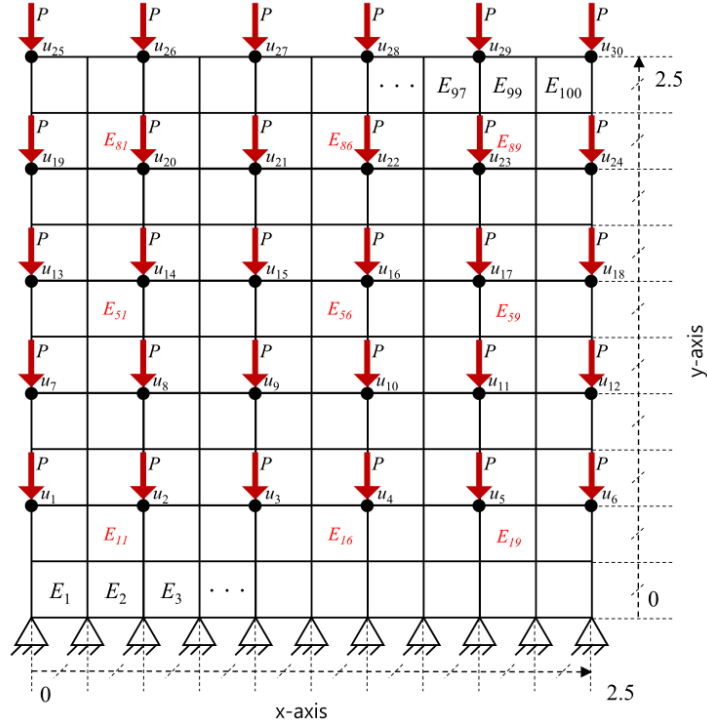 P P P P P P
u25 u26 u27 u28 u29 u30
· · · E97 E99 E100 2.5
P E81 P P E86 P P E89 P
u19 u20 u21 u22 u23 u24
P P P P P P
u13 u14 u15 u16 u17 u18
E51 E56 E59
y-axis
P P P P P P
u7 u8 u9 u10 u11 u12
P P P P P P
u1 u2 u3 u4 u5 u6
E11 E16 E19
E1 E2 E3 · · · 0
0 2.5
x-axis